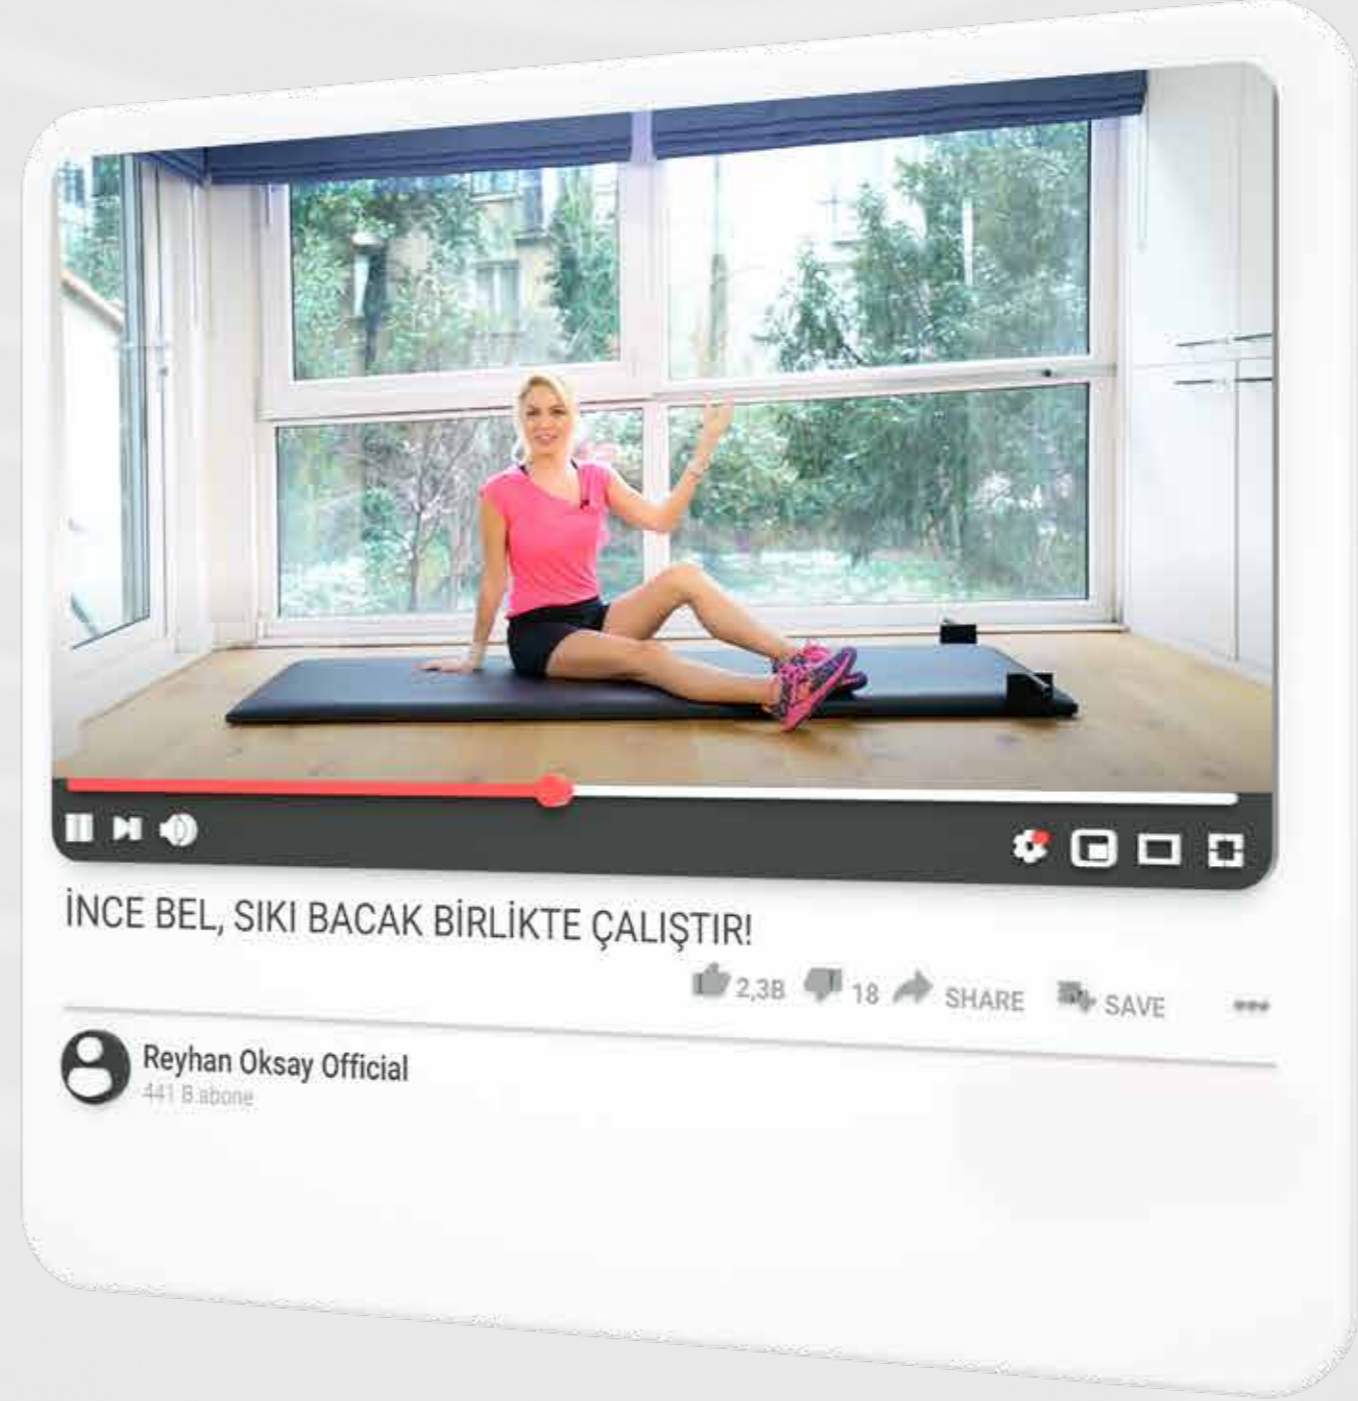 İNCE BEL, SIKI BACAK BİRLİKTE ÇALIŞTIR!
2,3B 18 SHARE SAVE
Reyhan Oksay Official
441 B abone